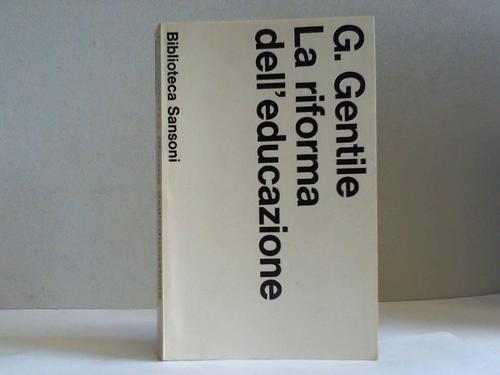 G. Gentile
La riforma
dell'educazione
Biblioteca Sansoni